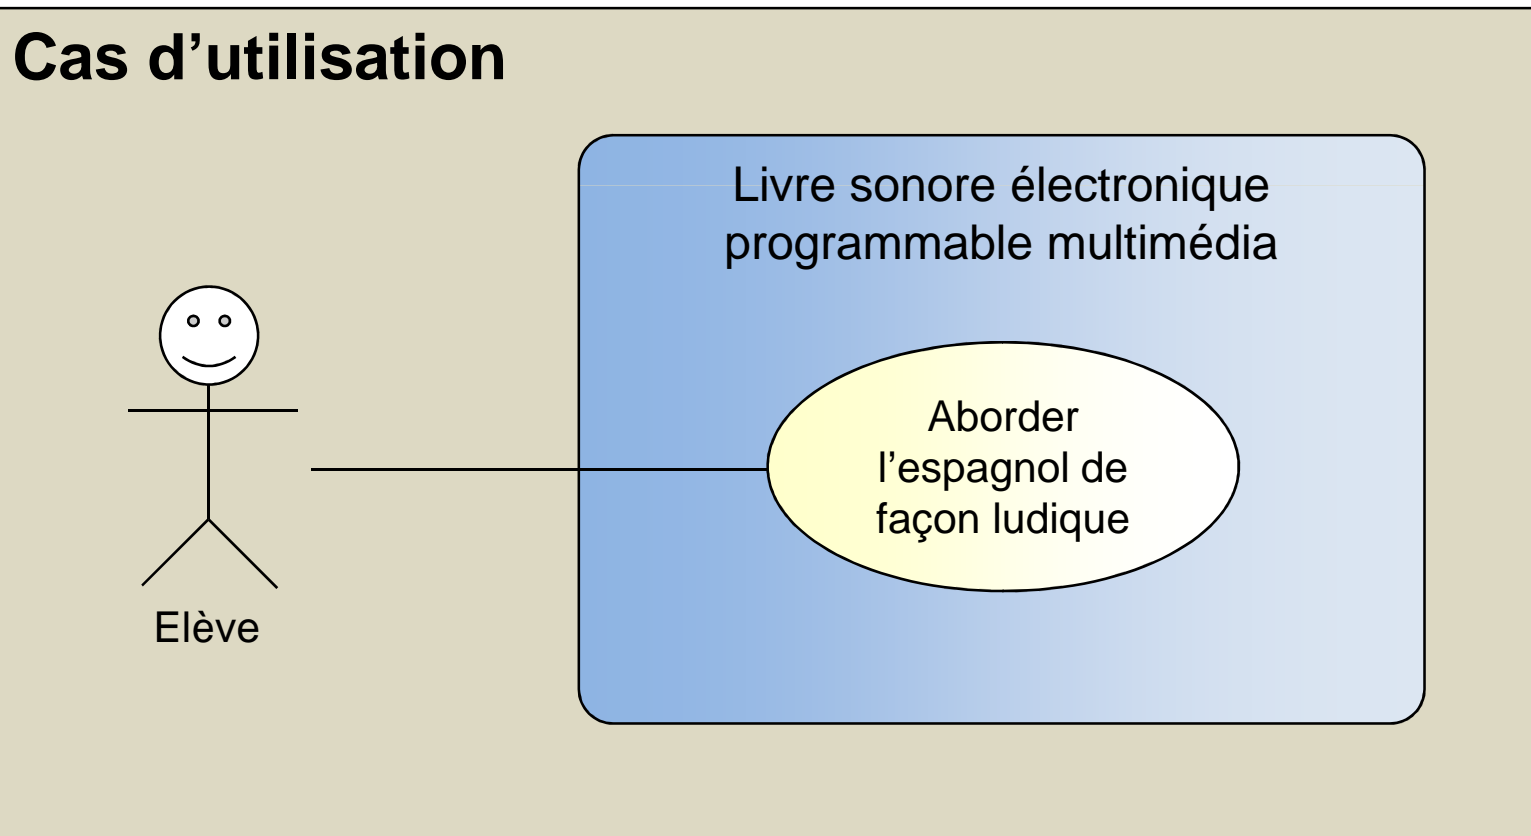 Cas d’utilisation
Livre sonore électronique
programmable multimédia
Aborder
l’espagnol de
façon ludique
Elève